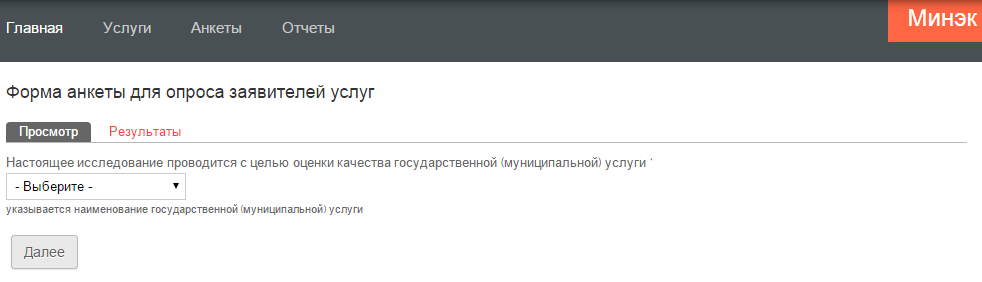 Главная Услуги Анкеты Отчеты Минэк
Форма анкеты для опроса заявителей услуг
Просмотр Результаты
Настоящее исследование проводится с целью оценки качества государственной (муниципальной) услуги *
- Выберите -
указывается наименование государственной (муниципальной) услуги
Далее